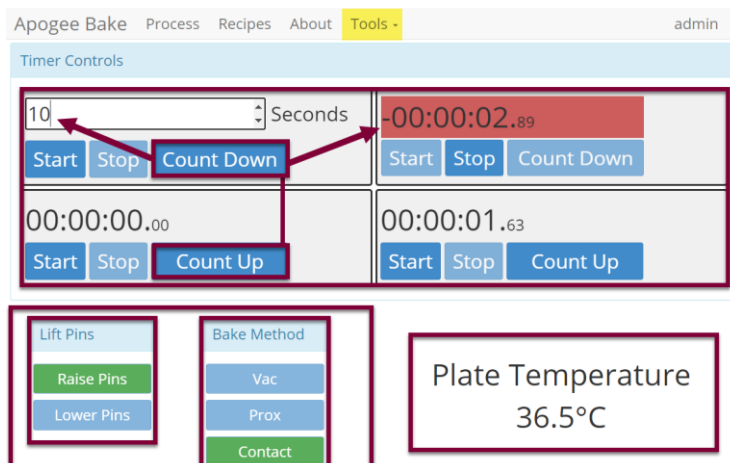 Apogee Bake Process Recipes About Tools admin
Timer Controls
10 Seconds
Start Stop Count Down
-00:00:02.89
Start Stop Count Down
00:00:00.00
Start Stop Count Up
00:00:01.63
Start Stop Count Up
Lift Pins
Raise Pins
Lower Pins
Bake Method
Vac
Prox
Contact
Plate Temperature
36.5°C